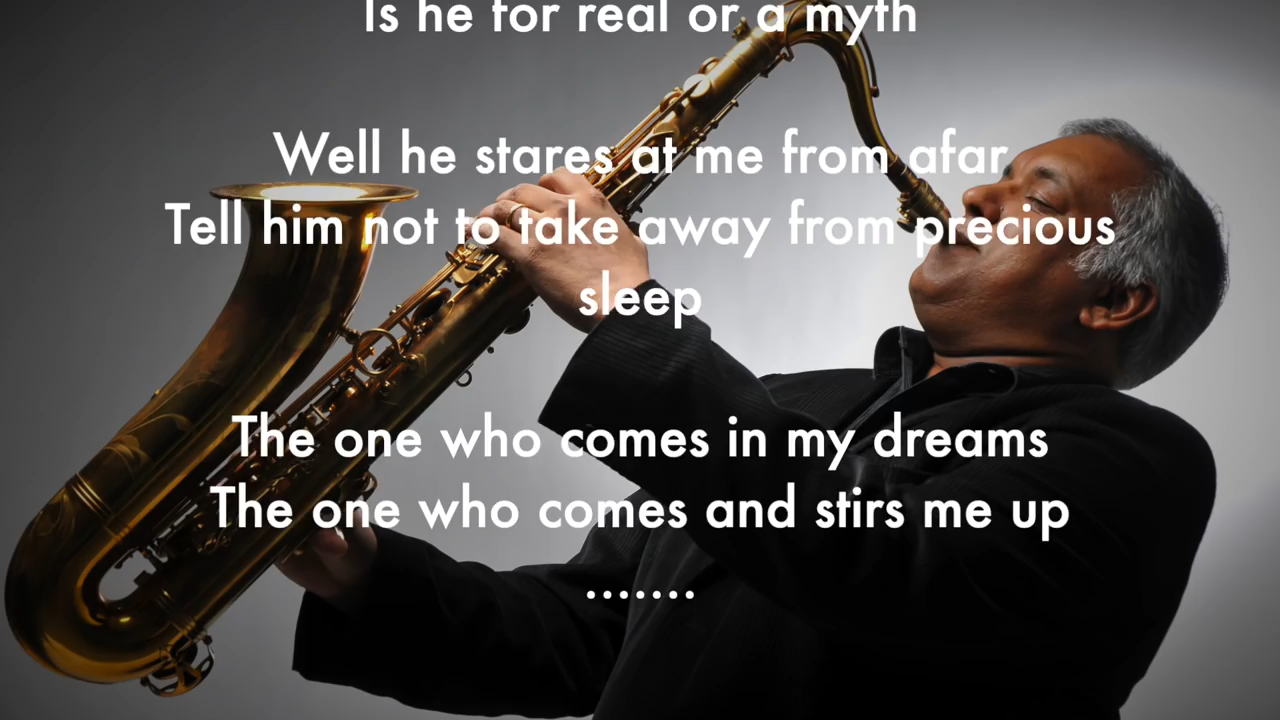 Is he for real or a myth
Well he stares at me from afar
Tell him not to take away from precious
sleep
The one who comes in my dreams
The one who comes and stirs me up
.......